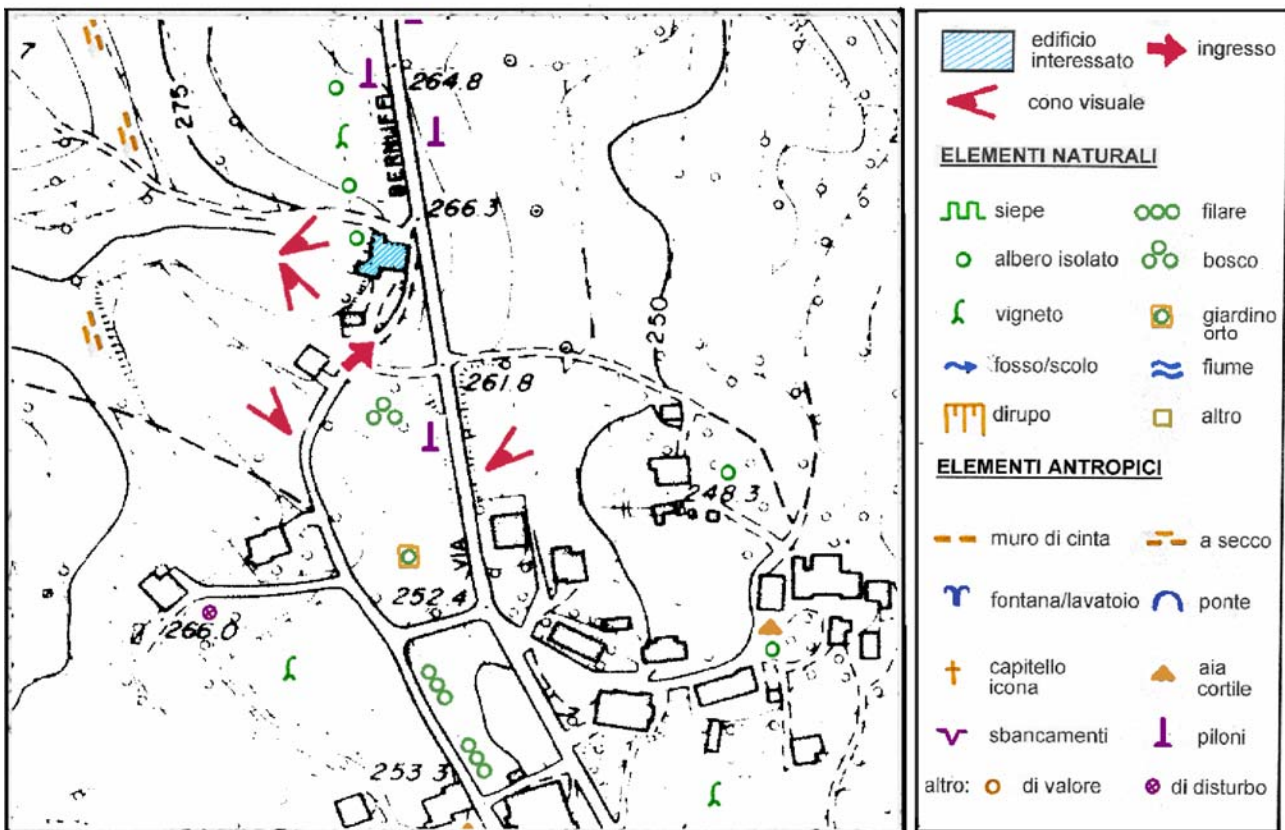 7
275
264.8
BERNUFFI
266.3
250
261.8
248.3
VIA
252.4
266.0
253.3
edificio
interessato
ingresso
cono visuale
ELEMENTI NATURALI
siepe
filare
albero isolato
bosco
vigneto
giardino
orto
fosso/scolo
fiume
dirupo
altro
ELEMENTI ANTROPICI
muro di cinta
a secco
fontana/lavatoio
ponte
capitello
icona
aia
cortile
sbancamenti
piloni
altro:
di valore
di disturbo